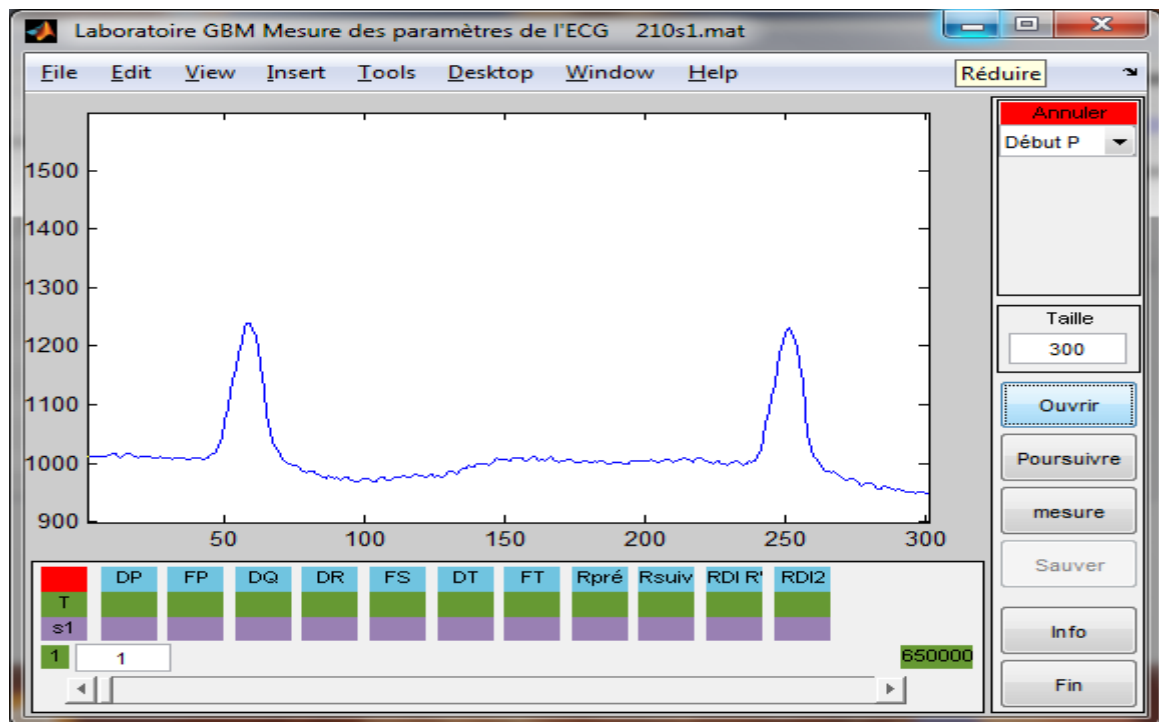 Laboratoire GBM Mesure des paramètres de l'ECG 210s1.mat
File Edit View Insert Tools Desktop Window Help
Réduire
Annuler
Début P
1500
1400
1300
1200
1100
1000
900
50 100 150 200 250 300
Taille
300
Ouvrir
Poursuivre
mesure
Sauver
Info
Fin
DP FP DQ DR FS DT FT Rpré Rsuiv RDI R' RDI2
T
s1
1 1 650000